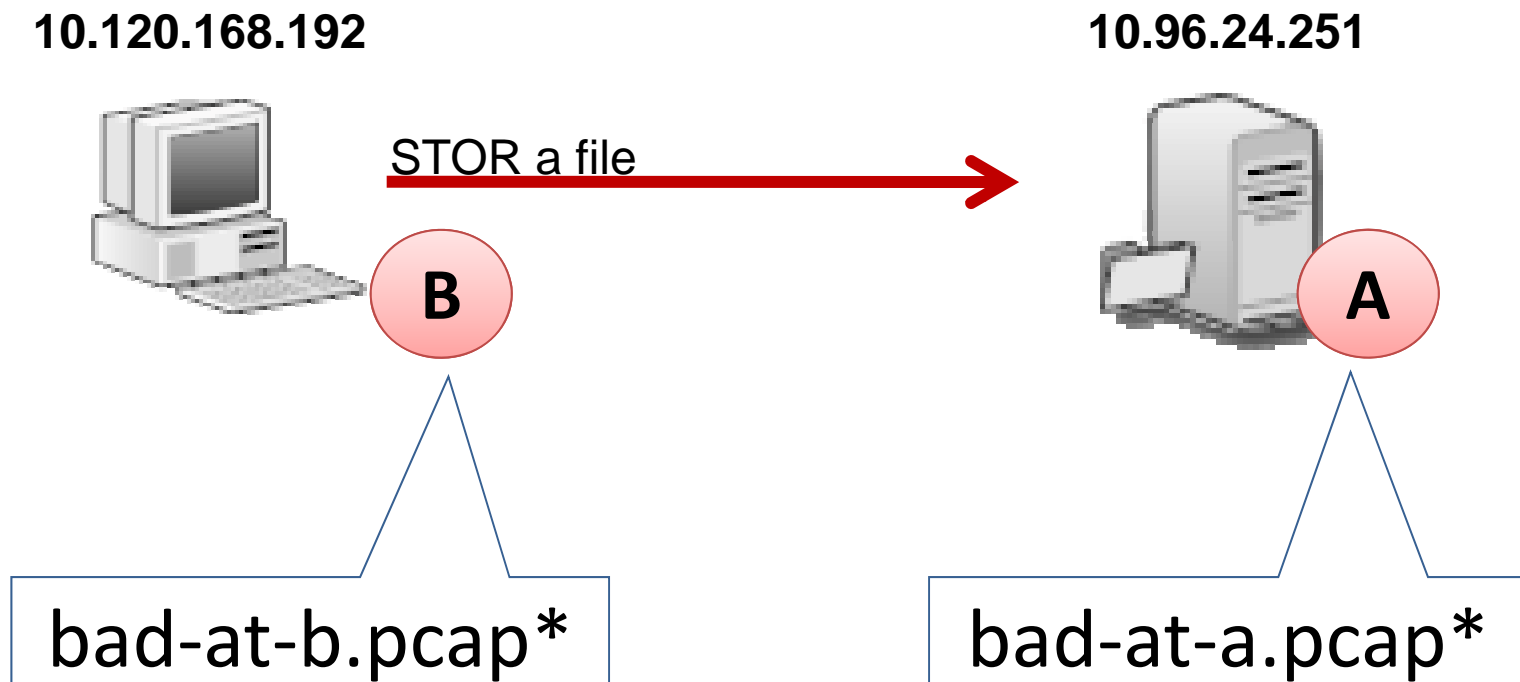 10.120.168.192
10.96.24.251
STOR a file
B
A
bad-at-b.pcap*
bad-at-a.pcap*